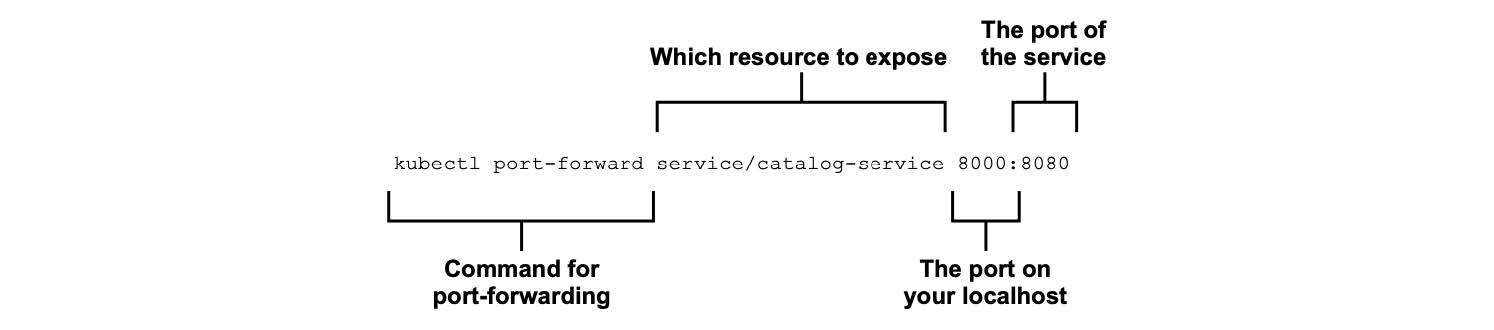 The port of
the service
Which resource to expose
kubectl port-forward service/catalog-service 8000:8080
Command for
port-forwarding
The port on
your localhost